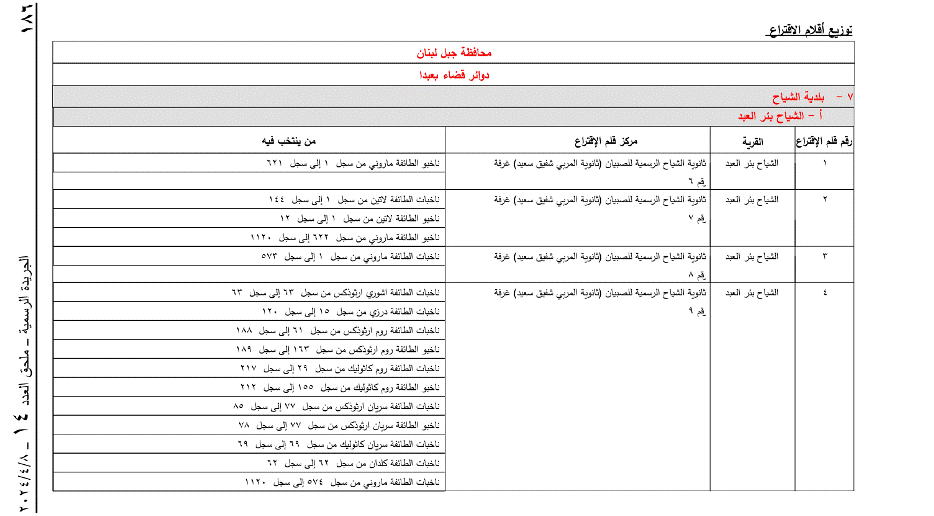 ١٨٦
توزيع أقلام الاقتراع
محافظة جبل لبنان
دوائر قضاء بعبدا
٧ - بلدية الشياح
أ - الشياح بئر العبد
رقم قلم الإقتراع القرية مركز قلم الإقتراع من ينتخب فيه
١ الشياح بئر العبد ثانوية الشياح الرسمية للصبيان (ثانوية المربي شفيق سعيد) غرفة ناخبو الطائفة ماروني من سجل ١ إلى سجل ٦٢١
رقم ٦
٢ الشياح بئر العبد ثانوية الشياح الرسمية للصبيان (ثانوية المربي شفيق سعيد) غرفة ناخبات الطائفة لاتين من سجل ١ إلى سجل ١٤٤
رقم ٧ ناخبو الطائفة لاتين من سجل ١ إلى سجل ١٢
ناخبو الطائفة ماروني من سجل ٦٢٢ إلى سجل ١١٢٠
٣ الشياح بئر العبد ثانوية الشياح الرسمية للصبيان (ثانوية المربي شفيق سعيد) غرفة ناخبات الطائفة ماروني من سجل ١ إلى سجل ٥٧٣
رقم ٨
٤ الشياح بئر العبد ثانوية الشياح الرسمية للصبيان (ثانوية المربي شفيق سعيد) غرفة ناخبات الطائفة اشوري ارثوذكس من سجل ٦٣ إلى سجل ٦٣
رقم ٩ ناخبات الطائفة درزي من سجل ١٥ إلى سجل ١٢٠
ناخبات الطائفة روم ارثوذكس من سجل ٦١ إلى سجل ١٨٨
ناخبو الطائفة روم ارثوذكس من سجل ١٦٣ إلى سجل ١٨٩
ناخبات الطائفة روم كاثوليك من سجل ٢٩ إلى سجل ٢١٧
ناخبو الطائفة روم كاثوليك من سجل ١٥٥ إلى سجل ٢١٢
ناخبات الطائفة سريان ارثوذكس من سجل ٧٧ إلى سجل ٨٥
ناخبو الطائفة سريان ارثوذكس من سجل ٧٧ إلى سجل ٧٨
ناخبات الطائفة سريان كاثوليك من سجل ٦٩ إلى سجل ٦٩
ناخبات الطائفة كلدان من سجل ٦٢ إلى سجل ٦٢
ناخبات الطائفة ماروني من سجل ٥٧٤ إلى سجل ١١٢٠
الجريدة الرسمية – ملحق العدد ١٤ – ٢٠٢٤/٤/٨